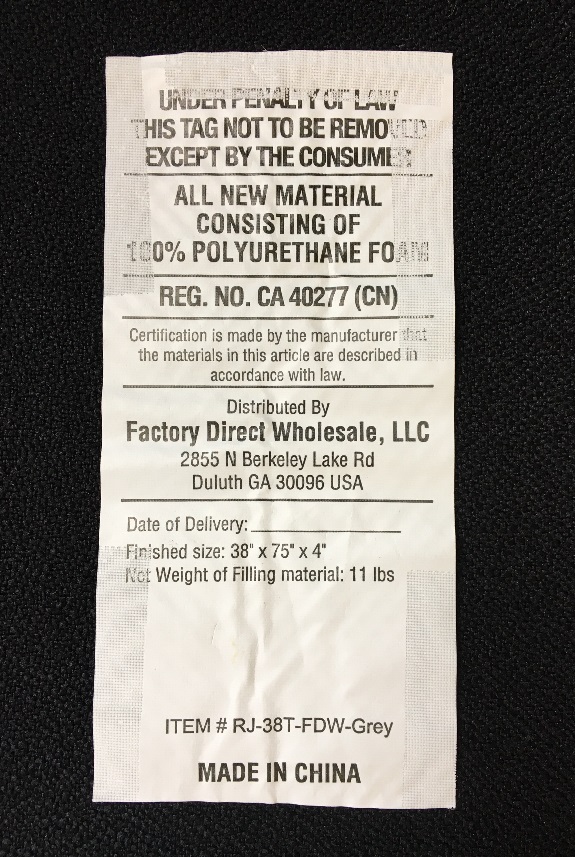 UNDER PENALTY OF LAW
THIS TAG NOT TO BE REMOVED
EXCEPT BY THE CONSUMER
ALL NEW MATERIAL
CONSISTING OF
100% POLYURETHANE FOAM
REG. NO. CA 40277 (CN)
Certification is made by the manufacturer that
the materials in this article are described in
accordance with law.
Distributed By
Factory Direct Wholesale, LLC
2855 N Berkeley Lake Rd
Duluth GA 30096 USA
Date of Delivery:
Finished size: 38" x 75" x 4"
Net Weight of Filling material: 11 lbs
ITEM # RJ-38T-FDW-Grey
MADE IN CHINA